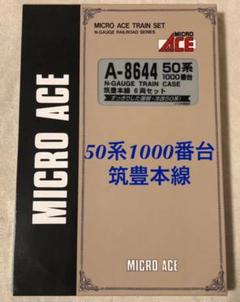 MICRO ACE TRAIN SET
N-GAUGE RAILROAD SERIES
MICRO
ACE
A-8644 50系
1000番台
N-GAUGE TRAIN CASE
筑豊本線 6両セット
MICRO ACE
50系1000番台
筑豊本線
MICRO ACE